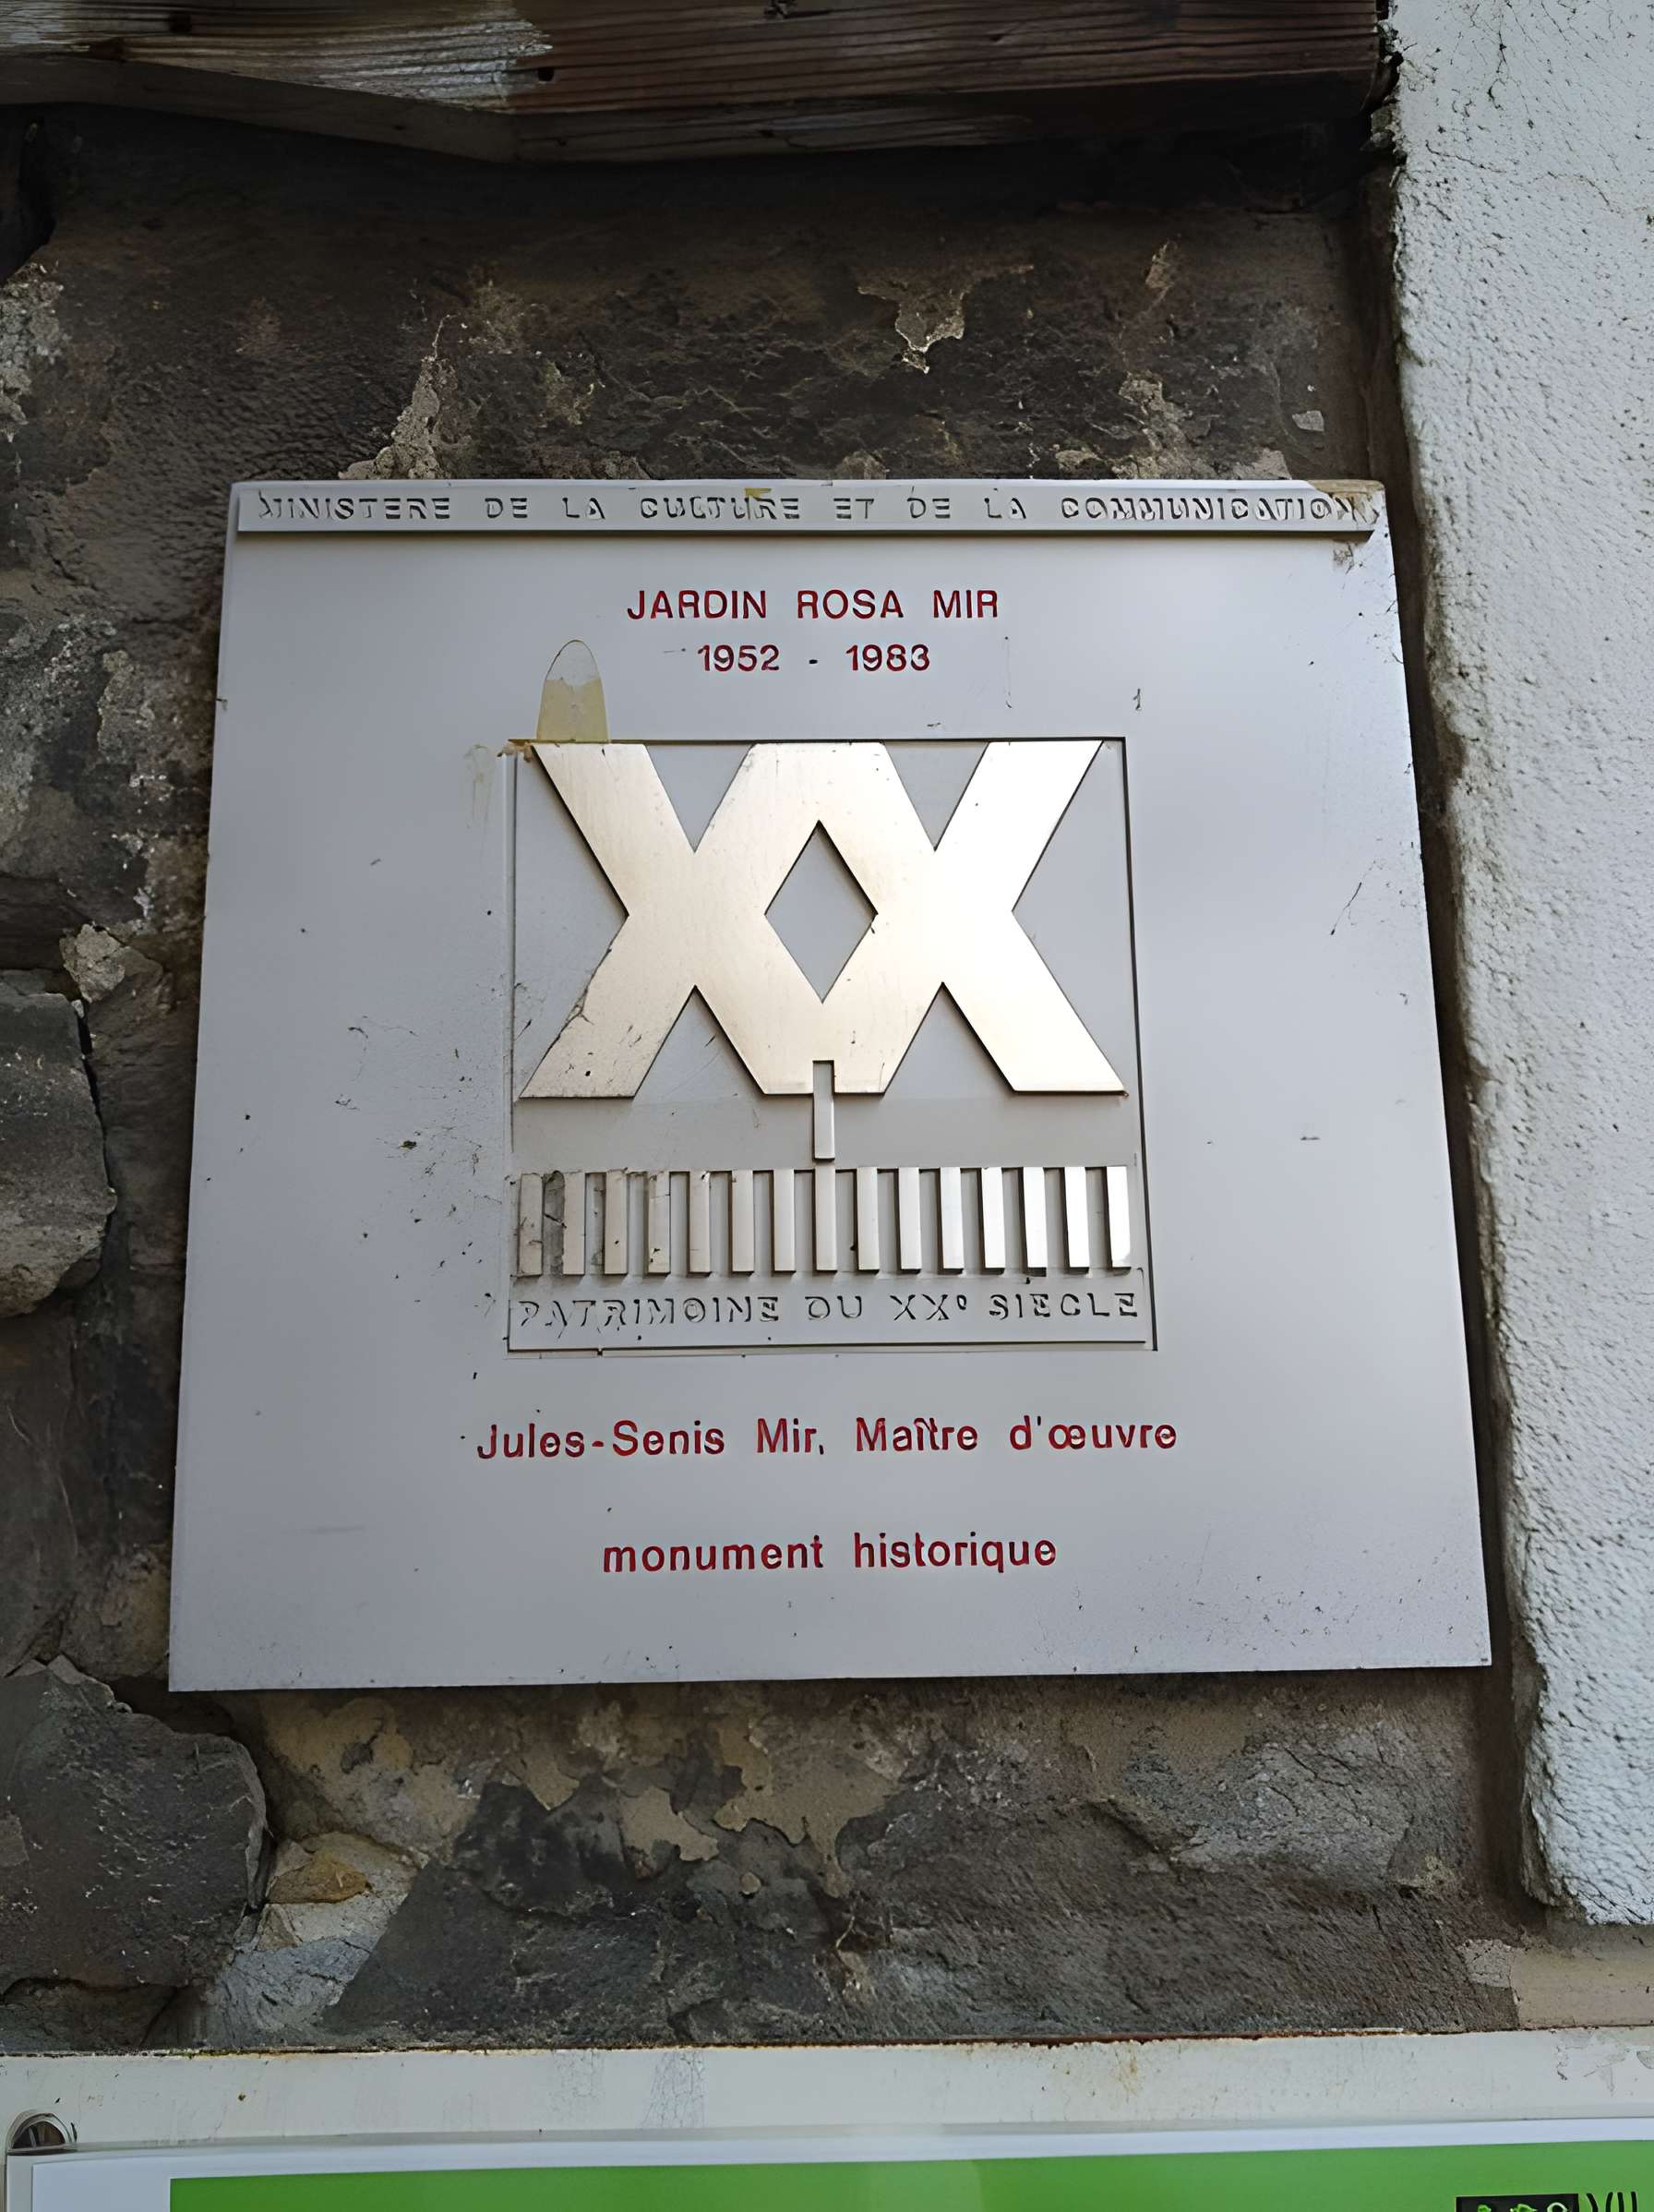 MINISTERE DE LA CULTURE ET DE LA COMMUNICATION
JARDIN ROSA MIR
1952 - 1983
XX
PATRIMOINE DU XXº SIECLE
Jules-Senis Mir, Maître d'œuvre
monument historique